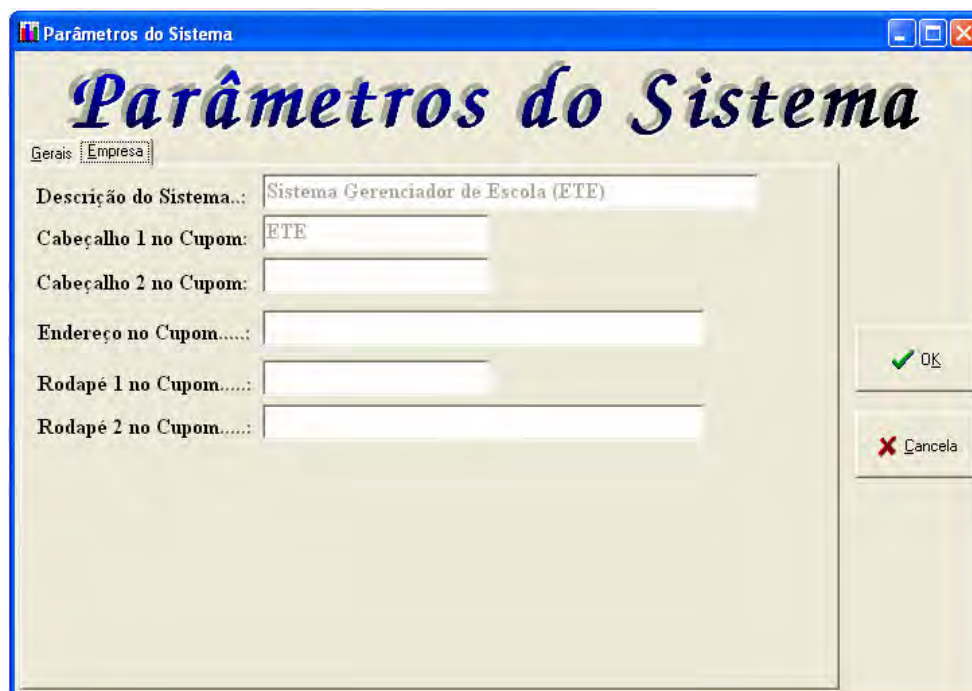 Parâmetros do Sistema
Parâmetros do Sistema
Gerais Empresa
Descrição do Sistema..: Sistema Gerenciador de Escola (ETE)
Cabeçalho 1 no Cupom: ETE
Cabeçalho 2 no Cupom:
Endereço no Cupom.....:
Rodapé 1 no Cupom.....:
Rodapé 2 no Cupom.....:
OK
Cancela